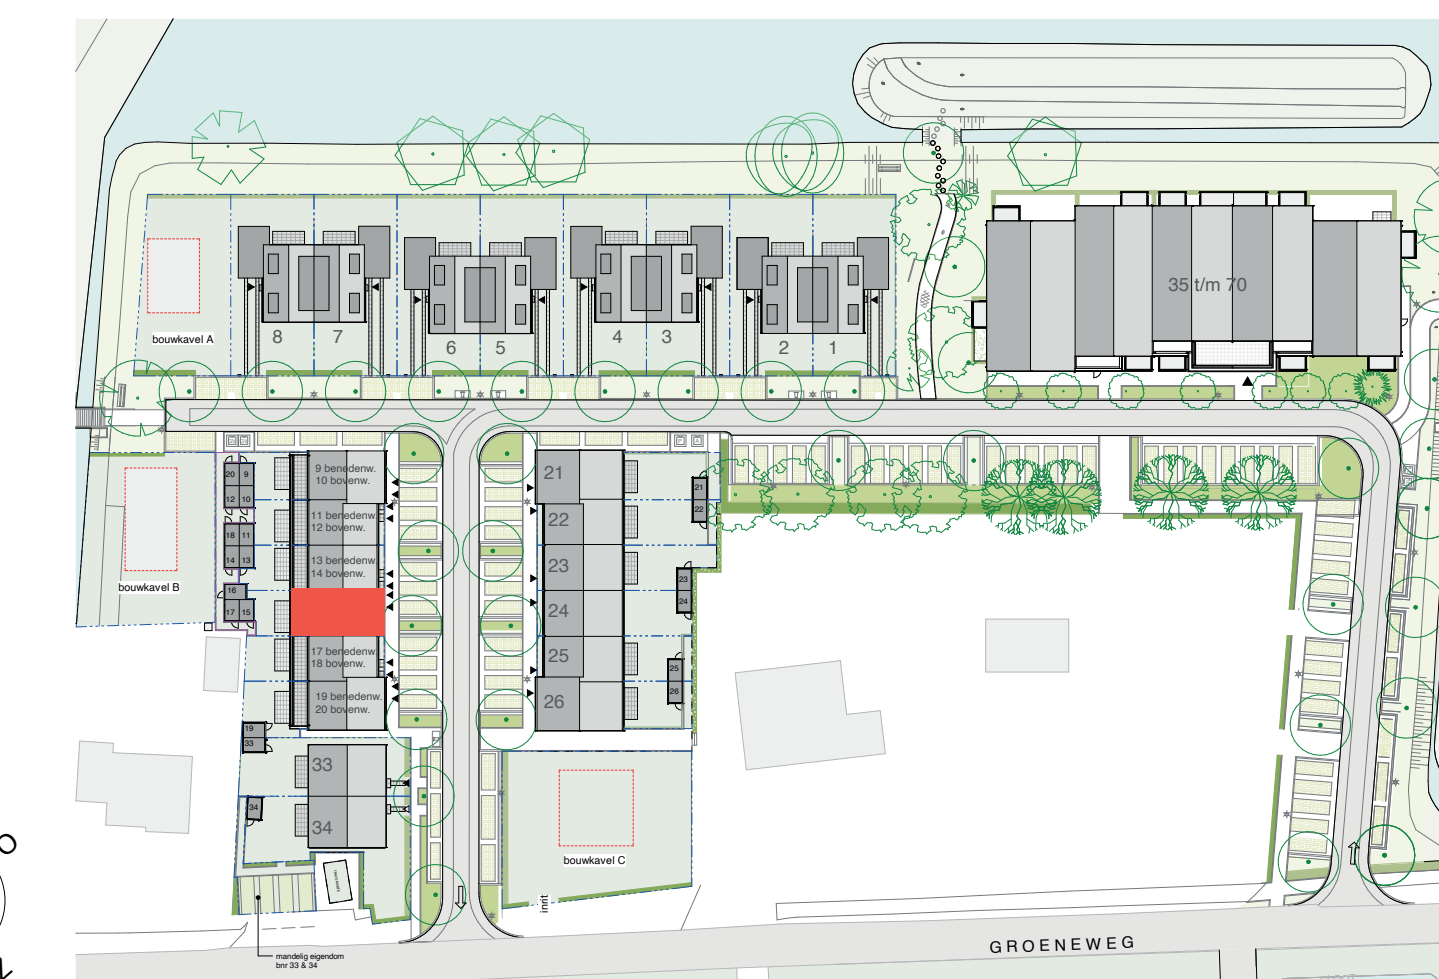 35 t/m 70
bouwkavel A
8
7
6
5
4
3
2
1
bouwkavel B
20 9
12 10
18 11
14 13
16
17 15
9 benedenw.
10 bovenw.
11 benedenw.
12 bovenw.
13 benedenw.
14 bovenw.
17 benedenw.
18 bovenw.
19 benedenw.
20 bovenw.
21
22
23
24
25
26
21
22
23
24
25
26
19
33
34
33
34
bouwkavel C
inrit
GROENEWEG
mandelig eigendom
bnr 33 & 34